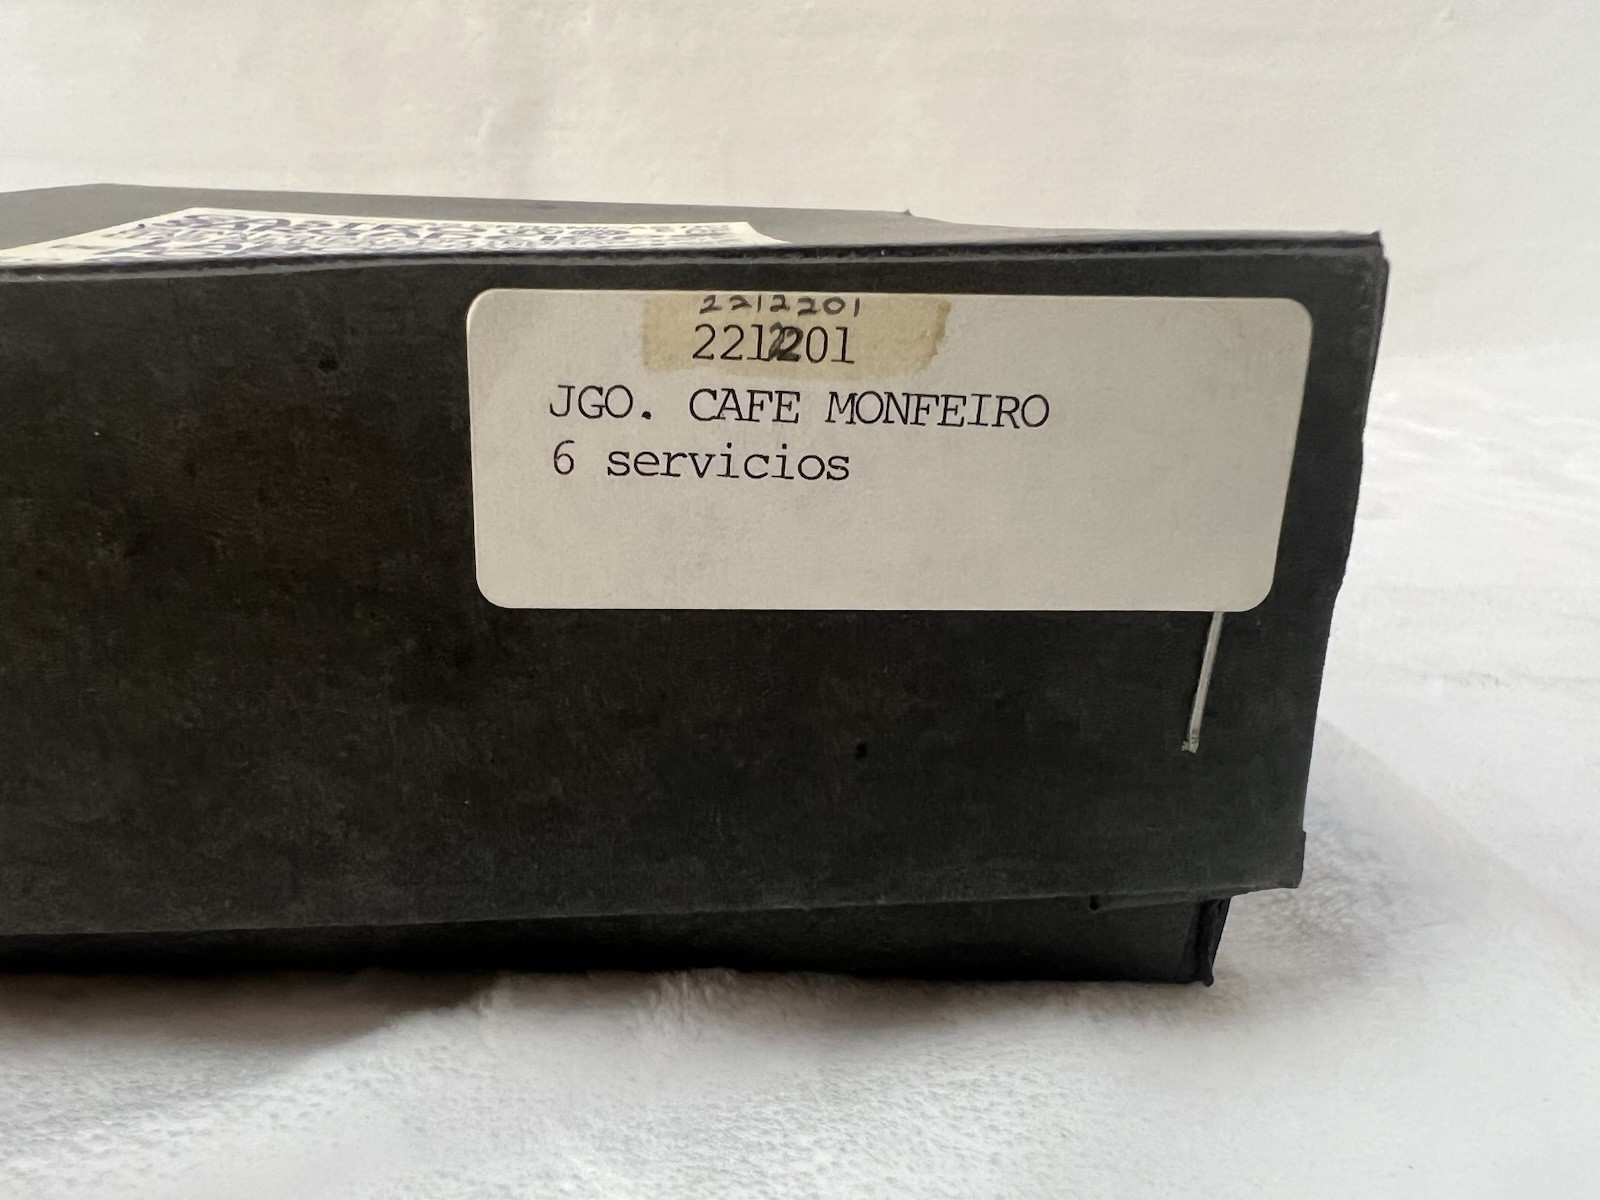 2212201
2212201
JGO. CAFE MONFEIRO
6 servicios